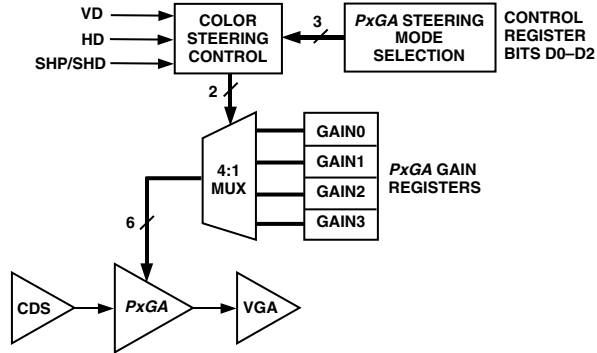 VD
HD
SHP/SHD
COLOR
STEERING
CONTROL
3
PxGA STEERING
MODE
SELECTION
CONTROL
REGISTER
BITS D0–D2
2
4:1
MUX
GAIN0
GAIN1
GAIN2
GAIN3
PxGA GAIN
REGISTERS
6
CDS
PxGA
VGA